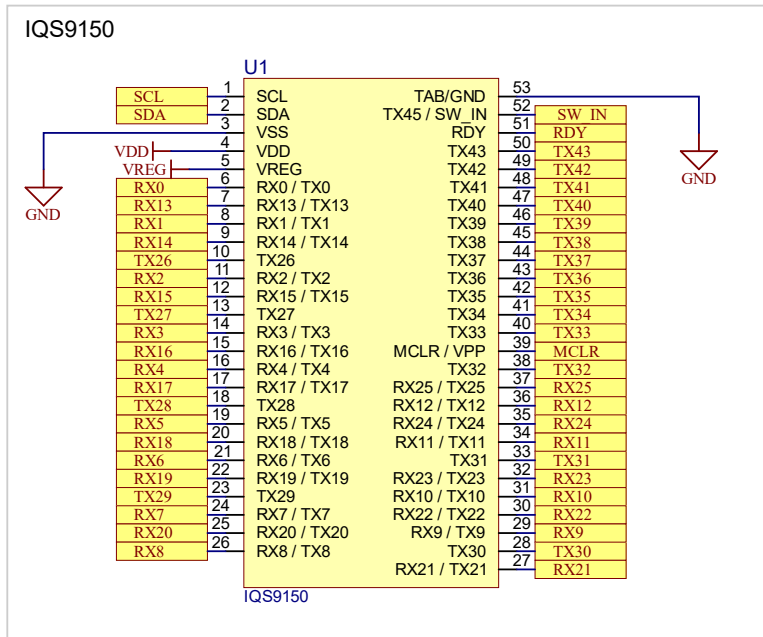 IQS9150
U1
1 SCL SCL
2 SDA SDA
3 VSS
GND
VDD 4 VDD
VREG 5 VREG
RX0 6 RX0 / TX0
RX13 7 RX13 / TX13
RX1 8 RX1 / TX1
RX14 9 RX14 / TX14
TX26 10 TX26
RX2 11 RX2 / TX2
RX15 12 RX15 / TX15
TX27 13 TX27
RX3 14 RX3 / TX3
RX16 15 RX16 / TX16
RX4 16 RX4 / TX4
RX17 17 RX17 / TX17
TX28 18 TX28
RX5 19 RX5 / TX5
RX18 20 RX18 / TX18
RX6 21 RX6 / TX6
RX19 22 RX19 / TX19
TX29 23 TX29
RX7 24 RX7 / TX7
RX20 25 RX20 / TX20
RX8 26 RX8 / TX8
TAB/GND 53
GND
TX45 / SW_IN 52 SW_IN
RDY 51 RDY
TX43 50 TX43
TX42 49 TX42
TX41 48 TX41
TX40 47 TX40
TX39 46 TX39
TX38 45 TX38
TX37 44 TX37
TX36 43 TX36
TX35 42 TX35
TX34 41 TX34
TX33 40 TX33
MCLR / VPP 39 MCLR
TX32 38 TX32
RX25 / TX25 37 RX25
RX12 / TX12 36 RX12
RX24 / TX24 35 RX24
RX11 / TX11 34 RX11
TX31 33 TX31
RX23 / TX23 32 RX23
RX10 / TX10 31 RX10
RX22 / TX22 30 RX22
RX9 / TX9 29 RX9
TX30 28 TX30
RX21 / TX21 27 RX21
IQS9150